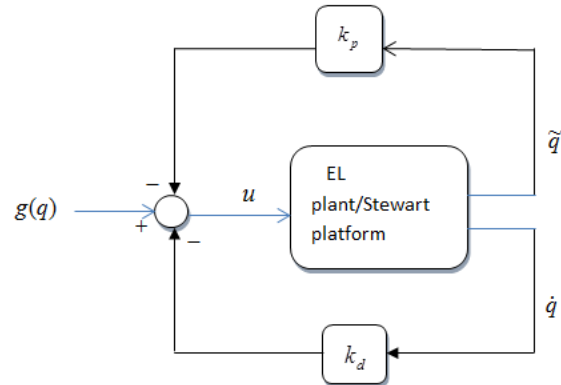 k_p
q̃
−
u
EL
plant/Stewart
platform
g(q)
+
−
q̇
k_d